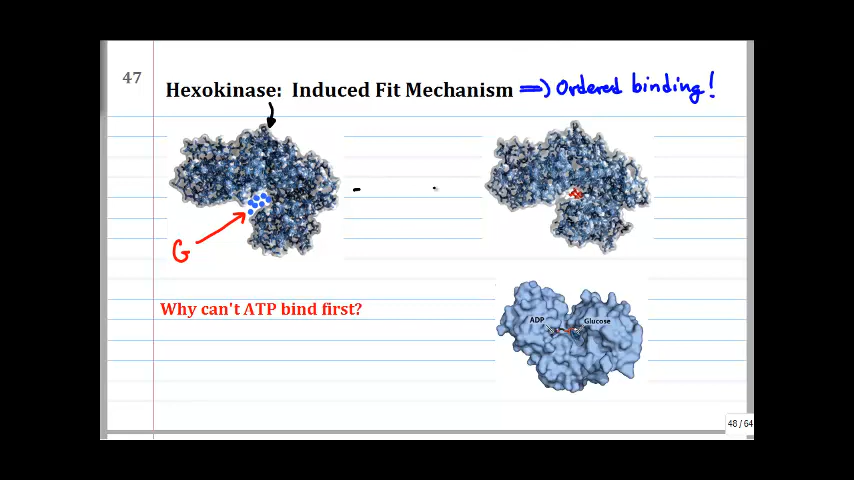 47
Hexokinase: Induced Fit Mechanism => Ordered binding!
G
Why can't ATP bind first?
ADP
Glucose
48 / 64